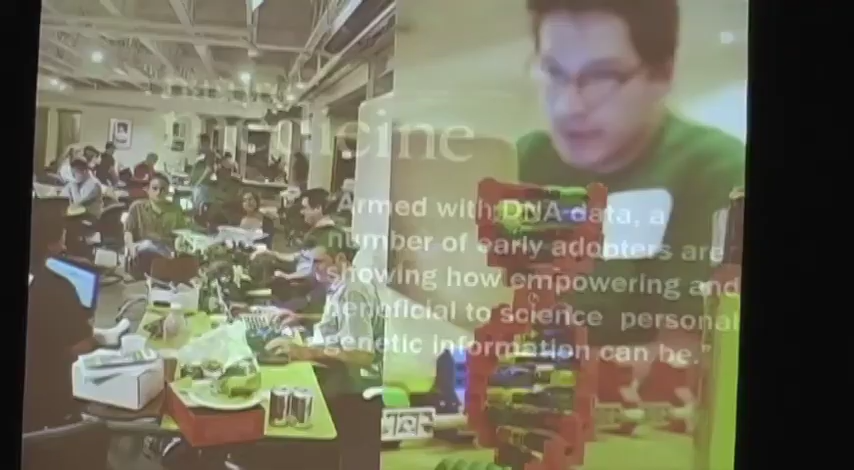 medicine
Armed with DNA data, a
number of early adopters are
showing how empowering and
beneficial to science personal
genetic information can be."